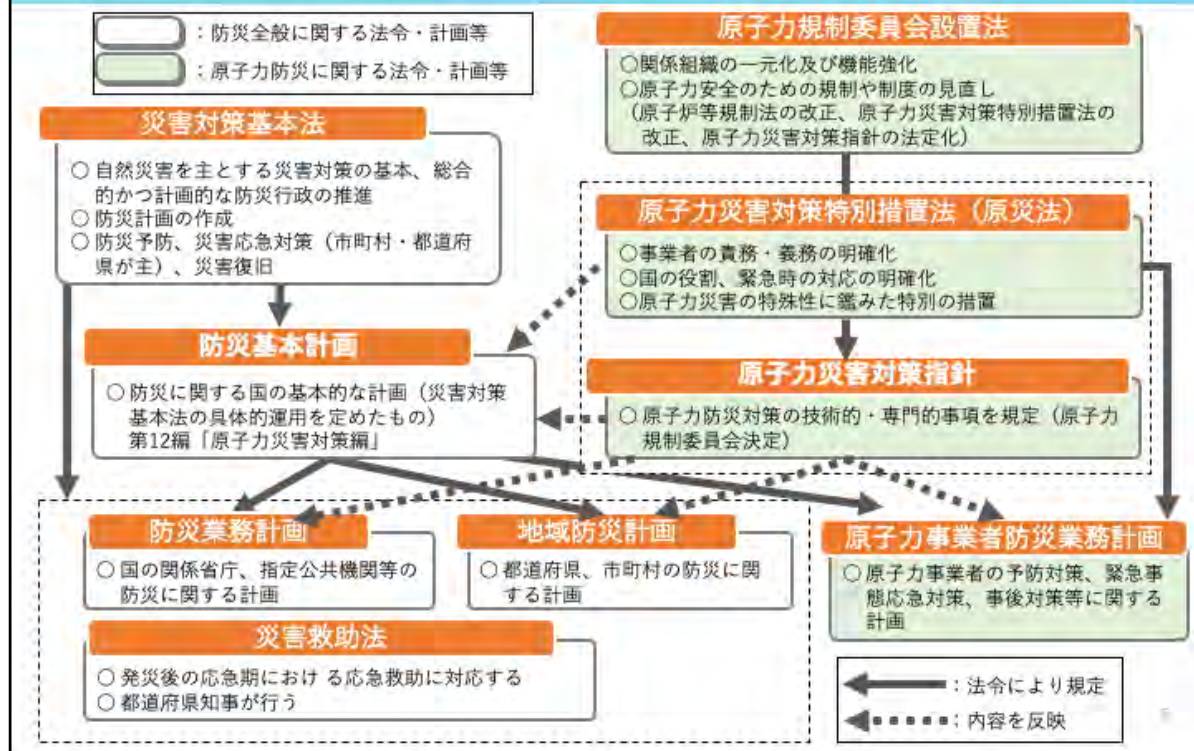 ：防災全般に関する法令・計画等
：原子力防災に関する法令・計画等
原子力規制委員会設置法
○関係組織の一元化及び機能強化
○原子力安全のための規制や制度の見直し
（原子炉等規制法の改正、原子力災害対策特別措置法の
改正、原子力災害対策指針の法定化）
災害対策基本法
○ 自然災害を主とする災害対策の基本、総合
的かつ計画的な防災行政の推進
○ 防災計画の作成
○ 防災予防、災害応急対策（市町村・都道府
県が主）、災害復旧
原子力災害対策特別措置法（原災法）
○事業者の責務・義務の明確化
○国の役割、緊急時の対応の明確化
○原子力災害の特殊性に鑑みた特別の措置
防災基本計画
○ 防災に関する国の基本的な計画（災害対策
基本法の具体的運用を定めたもの）
第12編「原子力災害対策編」
原子力災害対策指針
○ 原子力防災対策の技術的・専門的事項を規定（原子力
規制委員会決定）
防災業務計画
○ 国の関係省庁、指定公共機関等の
防災に関する計画
地域防災計画
○ 都道府県、市町村の防災に関
する計画
原子力事業者防災業務計画
○ 原子力事業者の予防対策、緊急事
態応急対策、事後対策等に関する
計画
災害救助法
○ 発災後の応急期におけ る応急救助に対応する
○ 都道府県知事が行う
：法令により規定
：内容を反映